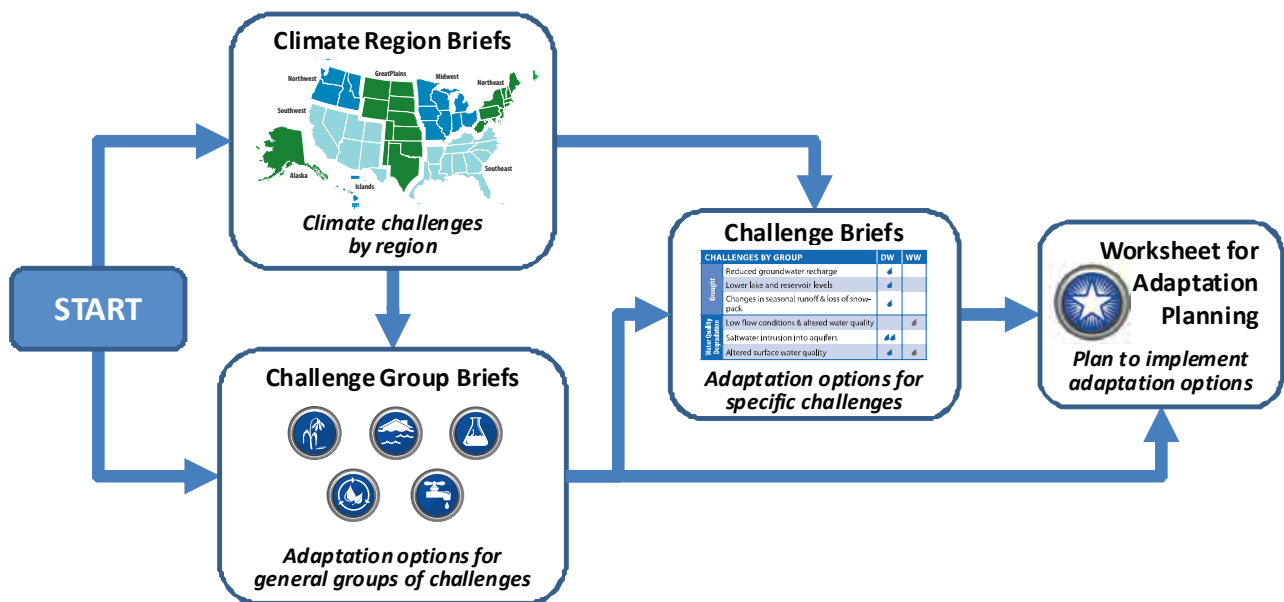 START
Climate Region Briefs
Northwest
GreatPlains
Midwest
Northeast
Southwest
Alaska
Islands
Southeast
Climate challenges
by region
Challenge Group Briefs
Adaptation options for
general groups of challenges
Challenge Briefs
CHALLENGES BY GROUP DW WW
Drought
Reduced groundwater recharge
Lower lake and reservoir levels
Changes in seasonal runoff & loss of snow-
pack
Water Quality
Degradation
Low flow conditions & altered water quality
Saltwater intrusion into aquifers
Altered surface water quality
Adaptation options for
specific challenges
Worksheet for
Adaptation
Planning
Plan to implement
adaptation options